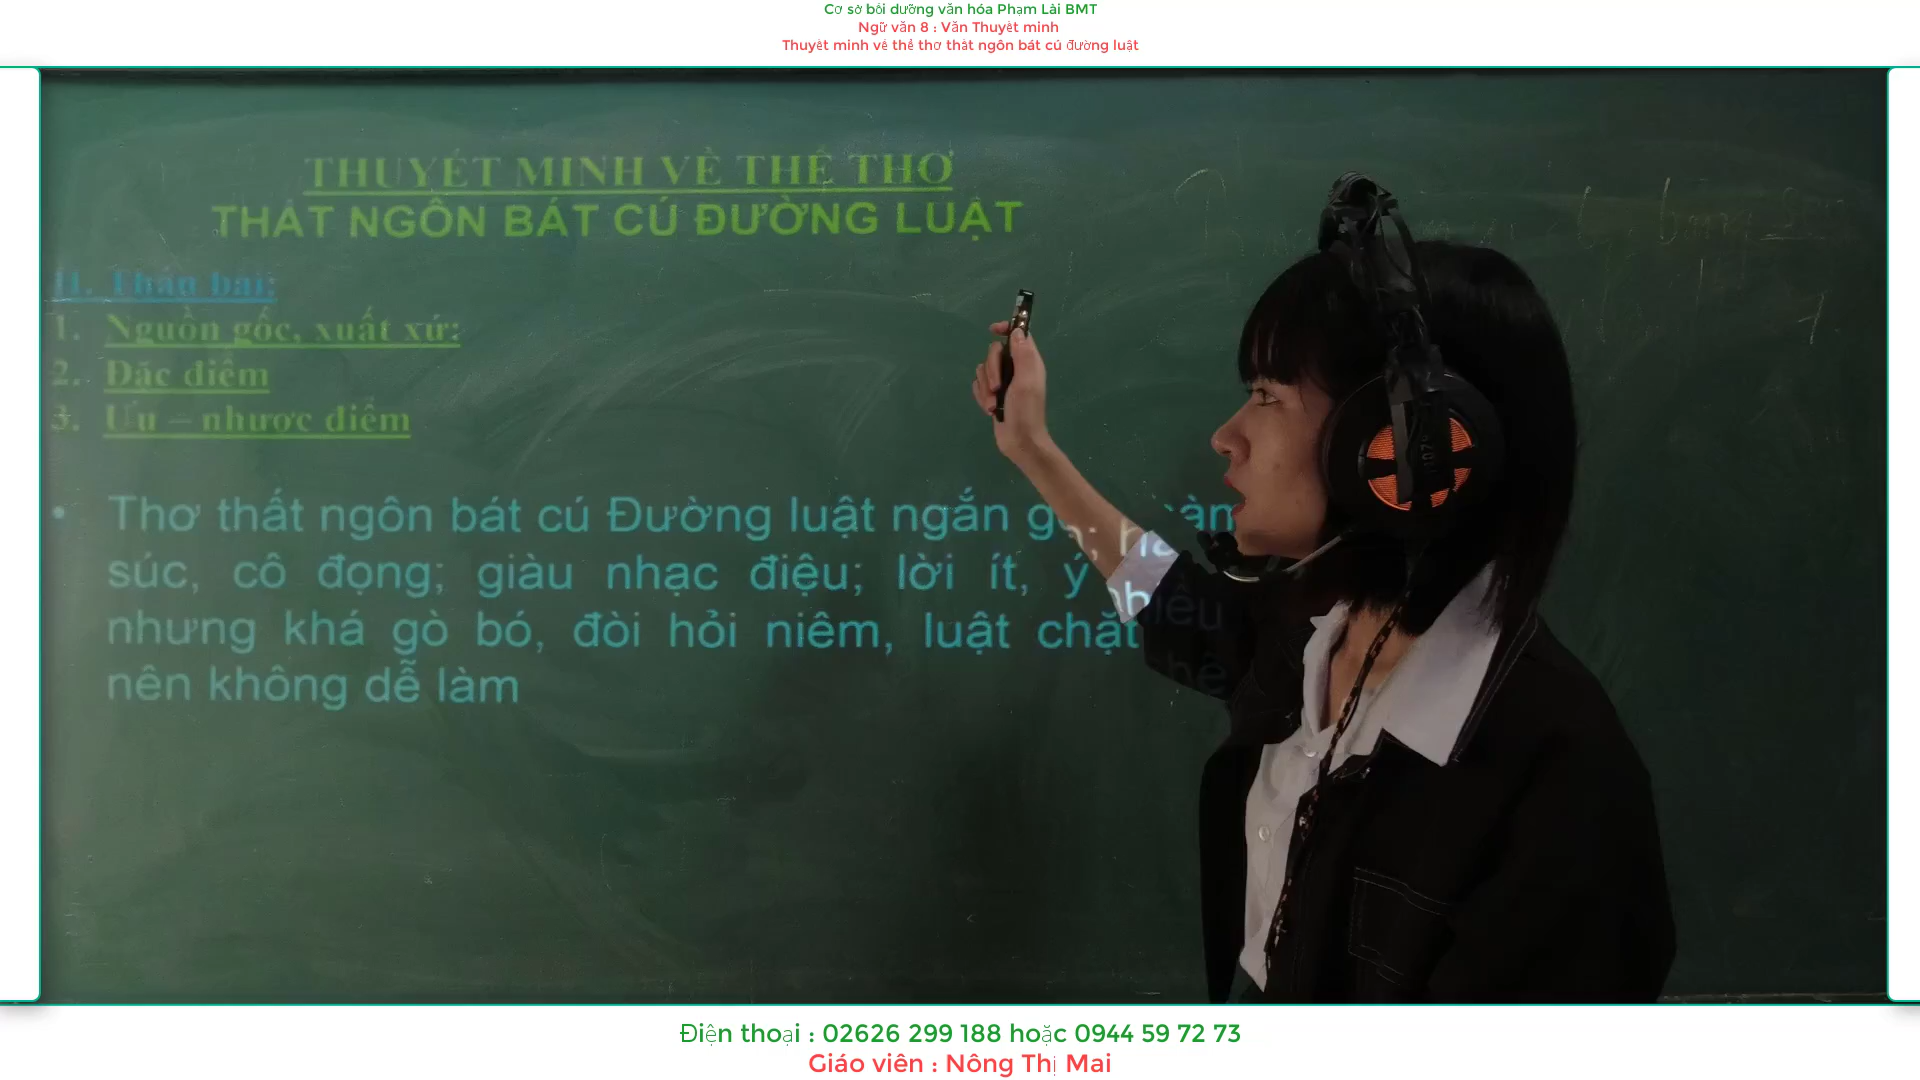 Cơ sở bồi dưỡng văn hóa Phạm Lài BMT
Ngữ văn 8 : Văn Thuyết minh
Thuyết minh về thể thơ thất ngôn bát cú đường luật
THUYẾT MINH VỀ THỂ THƠ
THẤT NGÔN BÁT CÚ ĐƯỜNG LUẬT
II. Thân bài:
1. Nguồn gốc, xuất xứ:
2. Đặc điểm
3. Ưu – nhược điểm
• Thơ thất ngôn bát cú Đường luật ngắn gọn; hàm
súc, cô đọng; giàu nhạc điệu; lời ít, ý nhiều
nhưng khá gò bó, đòi hỏi niêm, luật chặt chẽ
nên không dễ làm
Điện thoại : 02626 299 188 hoặc 0944 59 72 73
Giáo viên : Nông Thị Mai